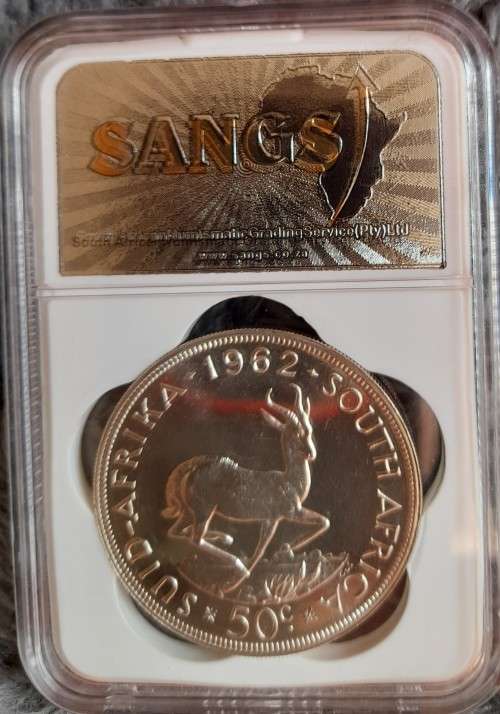 SANGS
South African Numismatic Grading Service (Pty) Ltd
www.sangs.co.za
· 1962 ·
SUID-AFRIKA
SOUTH AFRICA
50c